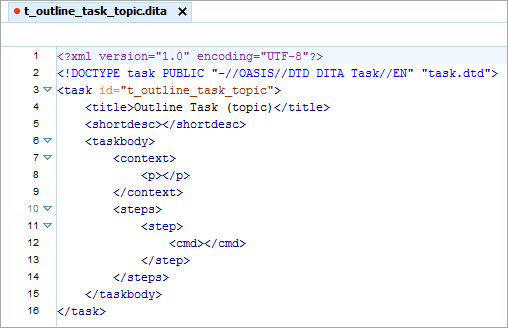 t_outline_task_topic.dita
1 <?xml version="1.0" encoding="UTF-8"?>
2 <!DOCTYPE task PUBLIC "-//OASIS//DTD DITA Task//EN" "task.dtd">
3 <task id="t_outline_task_topic">
4 <title>Outline Task (topic)</title>
5 <shortdesc></shortdesc>
6 <taskbody>
7 <context>
8 <p></p>
9 </context>
10 <steps>
11 <step>
12 <cmd></cmd>
13 </step>
14 </steps>
15 </taskbody>
16 </task>